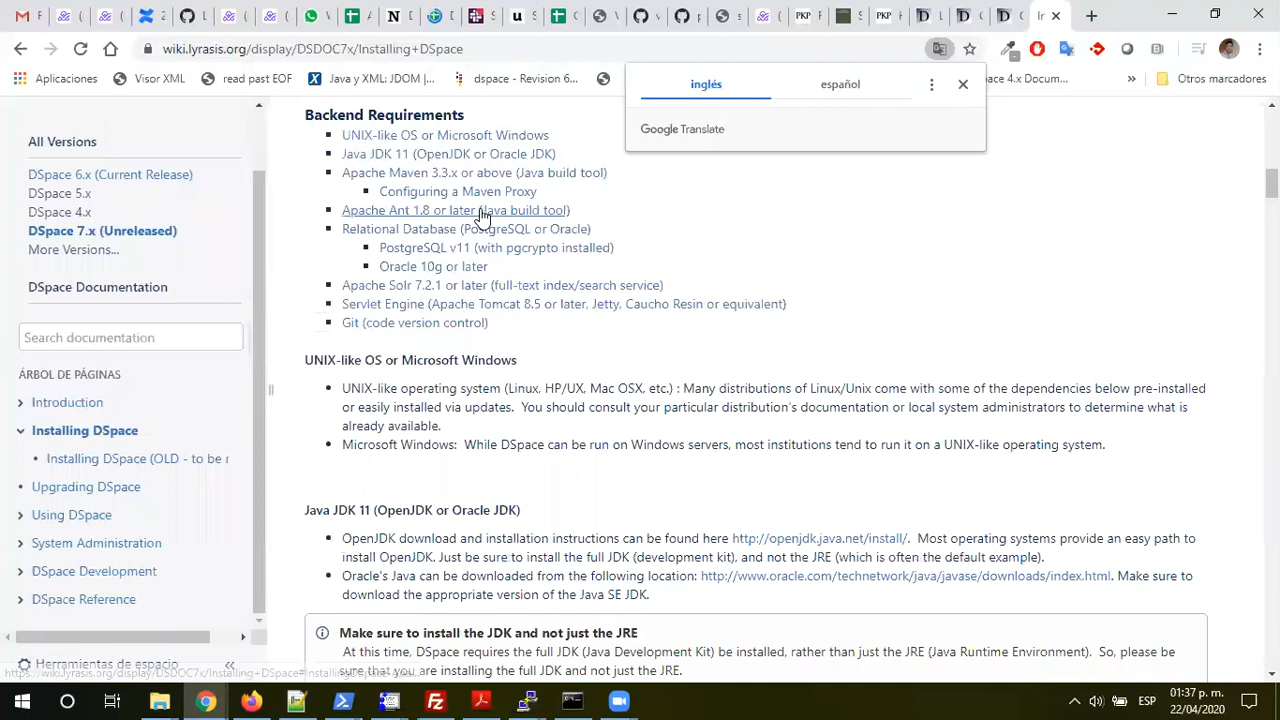 wiki.lyrasis.org/display/DSDOC7x/Installing+DSpace
Aplicaciones
Visor XML
read past EOF
Java y XML: JDOM |...
dspace - Revision 6...
4.x Docum...
»
Otros marcadores
inglés
español
Google Translate
All Versions
DSpace 6.x (Current Release)
DSpace 5.x
DSpace 4.x
DSpace 7.x (Unreleased)
More Versions...
DSpace Documentation
Search documentation
ÁRBOL DE PÁGINAS
Introduction
Installing DSpace
Installing DSpace (OLD - to be r
Upgrading DSpace
Using DSpace
System Administration
DSpace Development
DSpace Reference
Herramientas de espacio
Backend Requirements
UNIX-like OS or Microsoft Windows
Java JDK 11 (OpenJDK or Oracle JDK)
Apache Maven 3.3.x or above (Java build tool)
Configuring a Maven Proxy
Apache Ant 1.8 or later (Java build tool)
Relational Database (PostgreSQL or Oracle)
PostgreSQL v11 (with pgcrypto installed)
Oracle 10g or later
Apache Solr 7.2.1 or later (full-text index/search service)
Servlet Engine (Apache Tomcat 8.5 or later, Jetty, Caucho Resin or equivalent)
Git (code version control)
UNIX-like OS or Microsoft Windows
UNIX-like operating system (Linux, HP/UX, Mac OSX, etc.) : Many distributions of Linux/Unix come with some of the dependencies below pre-installed
or easily installed via updates. You should consult your particular distribution's documentation or local system administrators to determine what is
already available.
Microsoft Windows: While DSpace can be run on Windows servers, most institutions tend to run it on a UNIX-like operating system.
Java JDK 11 (OpenJDK or Oracle JDK)
OpenJDK download and installation instructions can be found here http://openjdk.java.net/install/. Most operating systems provide an easy path to
install OpenJDK. Just be sure to install the full JDK (development kit), and not the JRE (which is often the default example).
Oracle's Java can be downloaded from the following location: http://www.oracle.com/technetwork/java/javase/downloads/index.html. Make sure to
download the appropriate version of the Java SE JDK.
Make sure to install the JDK and not just the JRE
At this time, DSpace requires the full JDK (Java Development Kit) be installed, rather than just the JRE (Java Runtime Environment). So, please be
sure that you are installing the full JDK and not just the JRE.
ESP
01:37 p. m.
22/04/2020